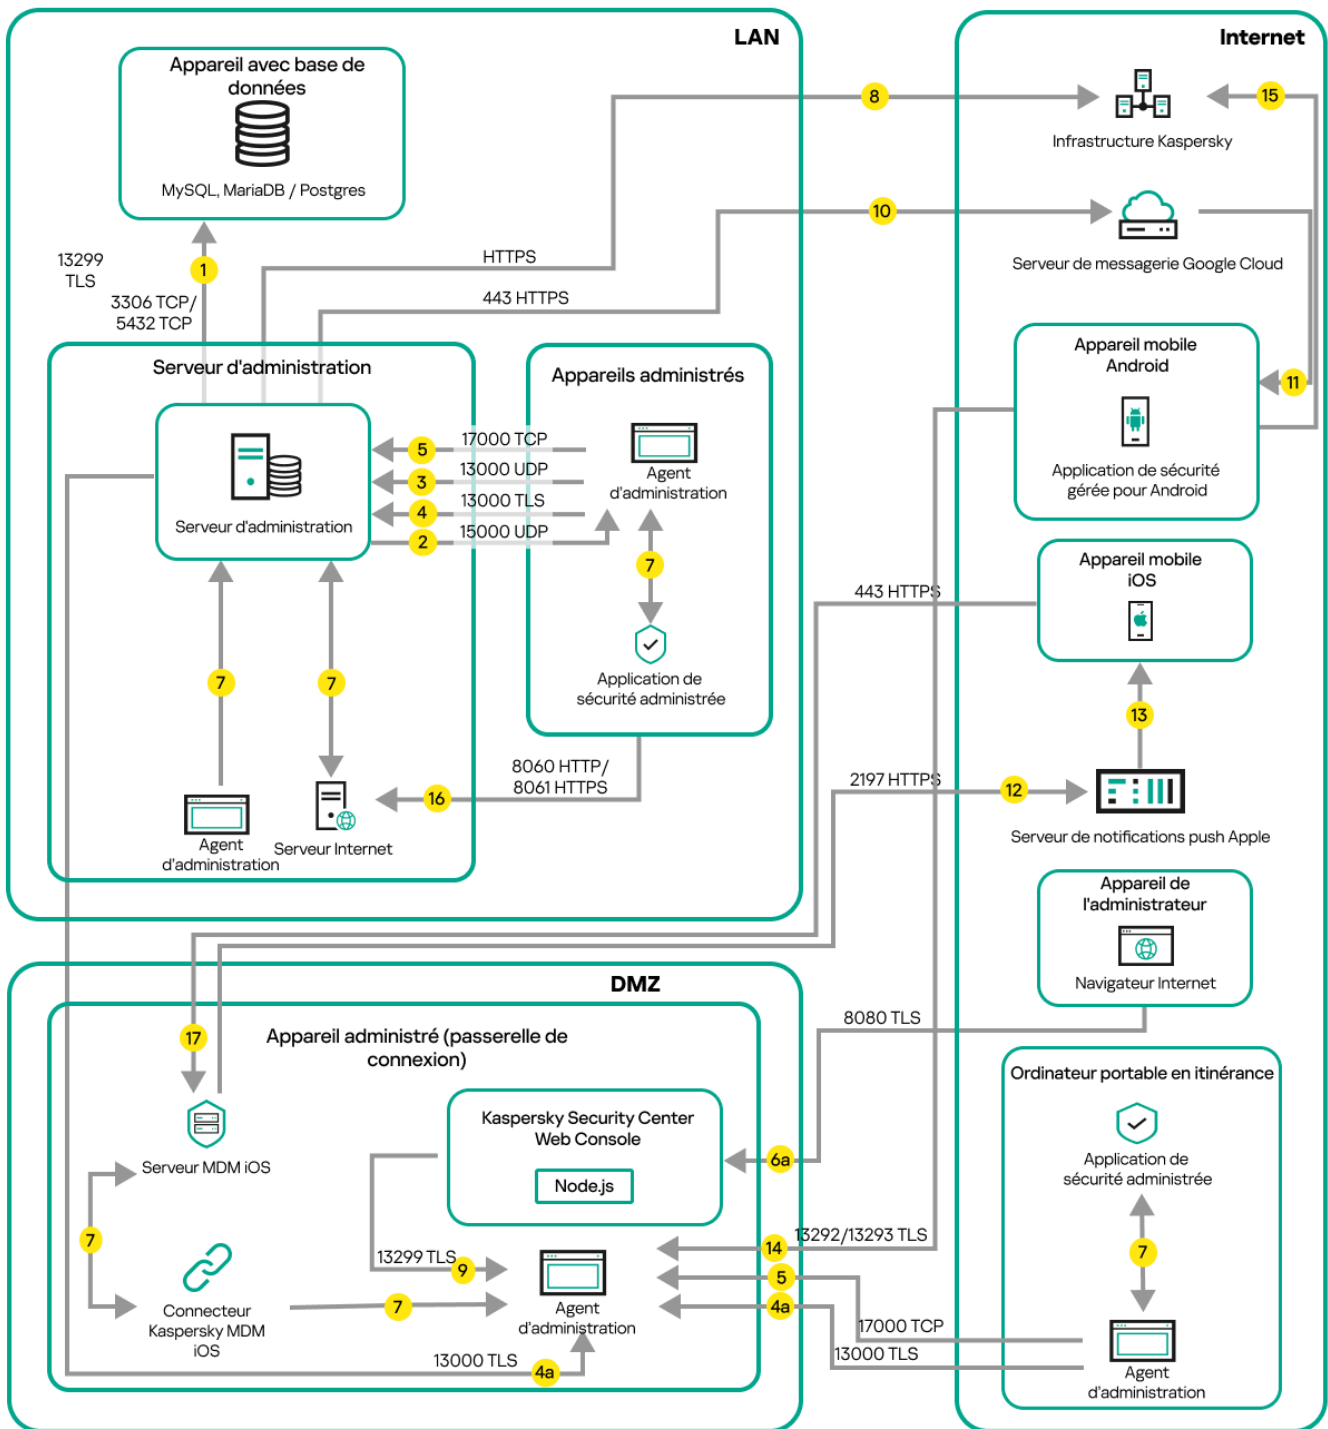 LAN
Appareil avec base de
données
MySQL, MariaDB / Postgres
13299
TLS
1
3306 TCP/
5432 TCP
HTTPS
443 HTTPS
8
10
Serveur d'administration
Serveur d'administration
7
7
Agent
d'administration
Serveur Internet
Appareils administrés
5
17000 TCP
3
13000 UDP
4
13000 TLS
2
15000 UDP
Agent
d'administration
7
Application de
sécurité administrée
8060 HTTP/
8061 HTTPS
16
Internet
15
Infrastructure Kaspersky
Serveur de messagerie Google Cloud
11
Appareil mobile
Android
Application de sécurité
gérée pour Android
Appareil mobile
iOS
443 HTTPS
13
2197 HTTPS
12
Serveur de notifications push Apple
Appareil de
l'administrateur
Navigateur Internet
8080 TLS
Ordinateur portable en itinérance
Application de
sécurité administrée
7
Agent
d'administration
DMZ
Appareil administré (passerelle de
connexion)
17
Serveur MDM iOS
7
Connecteur
Kaspersky MDM
iOS
Kaspersky Security Center
Web Console
Node.js
6a
13299 TLS
9
7
Agent
d'administration
13000 TLS
4a
14
13292/13293 TLS
5
4a
17000 TCP
13000 TLS